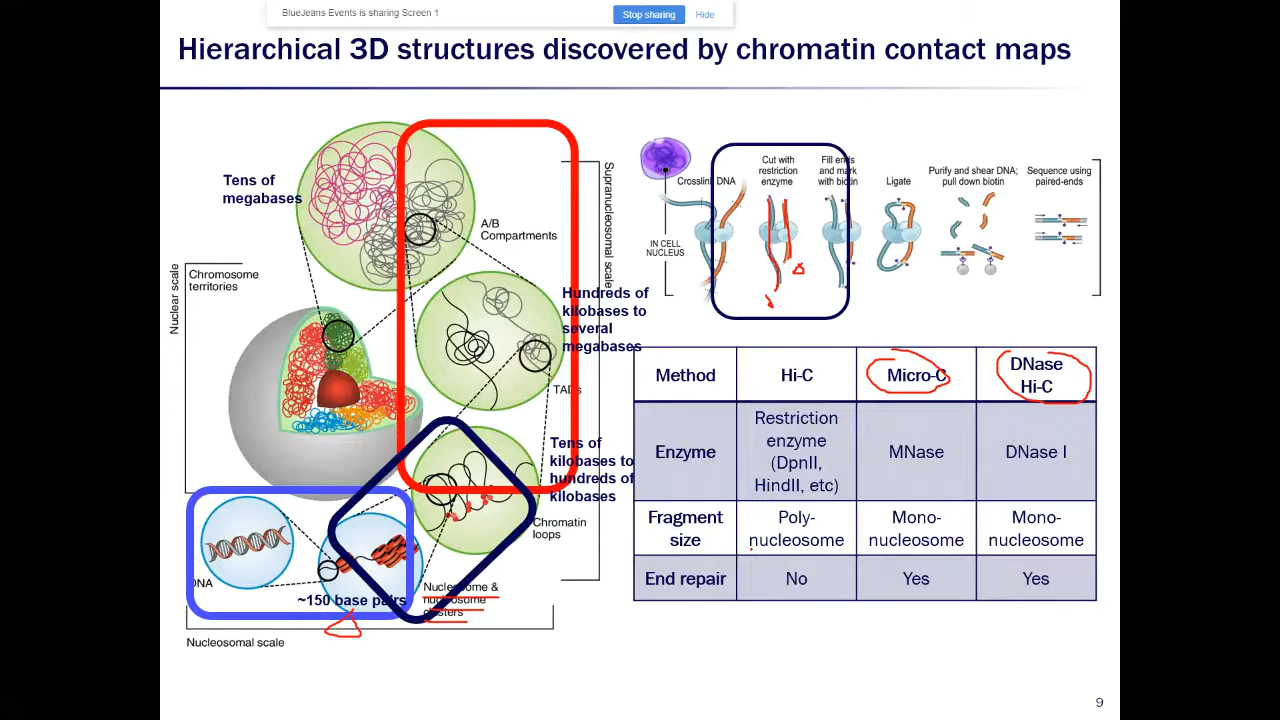 BlueJeans Events is sharing Screen 1
Stop sharing
Hide
Hierarchical 3D structures discovered by chromatin contact maps
Tens of
megabases
A/B
Compartments
Supranucleosomal scale
Nuclear scale
Chromosome
territories
Hundreds of
kilobases to
several
megabases
TADs
Tens of
kilobases to
hundreds of
kilobases
Chromatin
loops
DNA
~150 base pairs
Nucleosome &
nucleosome
clusters
Nucleosomal scale
Crosslink DNA
Cut with
restriction
enzyme
Fill ends
and mark
with biotin
Ligate
Purify and shear DNA;
pull down biotin
Sequence using
paired-ends
IN CELL
NUCLEUS
Method
Hi-C
Micro-C
DNase
Hi-C
Enzyme
Restriction
enzyme
(DpnII,
HindII, etc)
MNase
DNase I
Fragment
size
Poly-
nucleosome
Mono-
nucleosome
Mono-
nucleosome
End repair
No
Yes
Yes
9